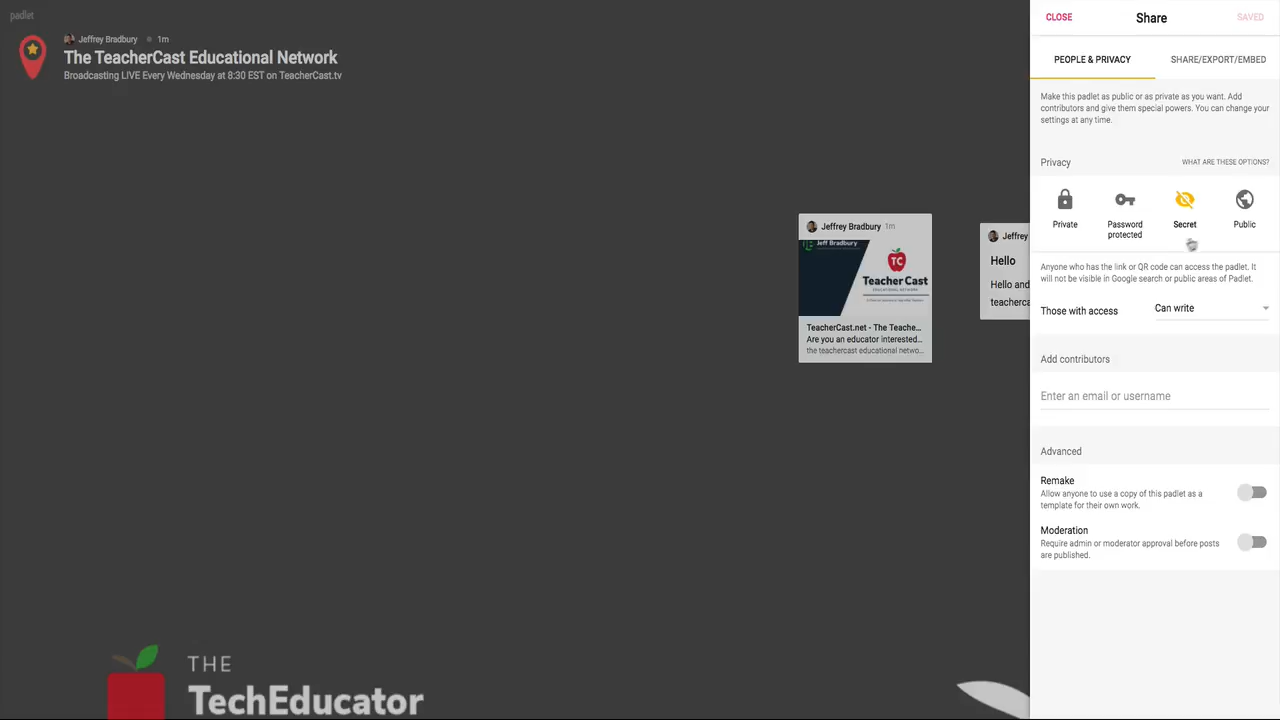 padlet
Jeffrey Bradbury 1m
The TeacherCast Educational Network
Broadcasting LIVE Every Wednesday at 8:30 EST on TeacherCast.tv
Jeffrey Bradbury 1m
Jeff Bradbury
TC
TeacherCast
EDUCATIONAL NETWORK
TeacherCast.net - The Teache...
Are you an educator interested...
the teachercast educational netwo...
Jeffrey
Hello
Hello and
teacherca
THE
TechEducator
CLOSE
Share
SAVED
PEOPLE & PRIVACY
SHARE/EXPORT/EMBED
Make this padlet as public or as private as you want. Add
contributors and give them special powers. You can change your
settings at any time.
Privacy
WHAT ARE THESE OPTIONS?
Private
Password
protected
Secret
Public
Anyone who has the link or QR code can access the padlet. It
will not be visible in Google search or public areas of Padlet.
Those with access
Can write
Add contributors
Enter an email or username
Advanced
Remake
Allow anyone to use a copy of this padlet as a
template for their own work.
Moderation
Require admin or moderator approval before posts
are published.